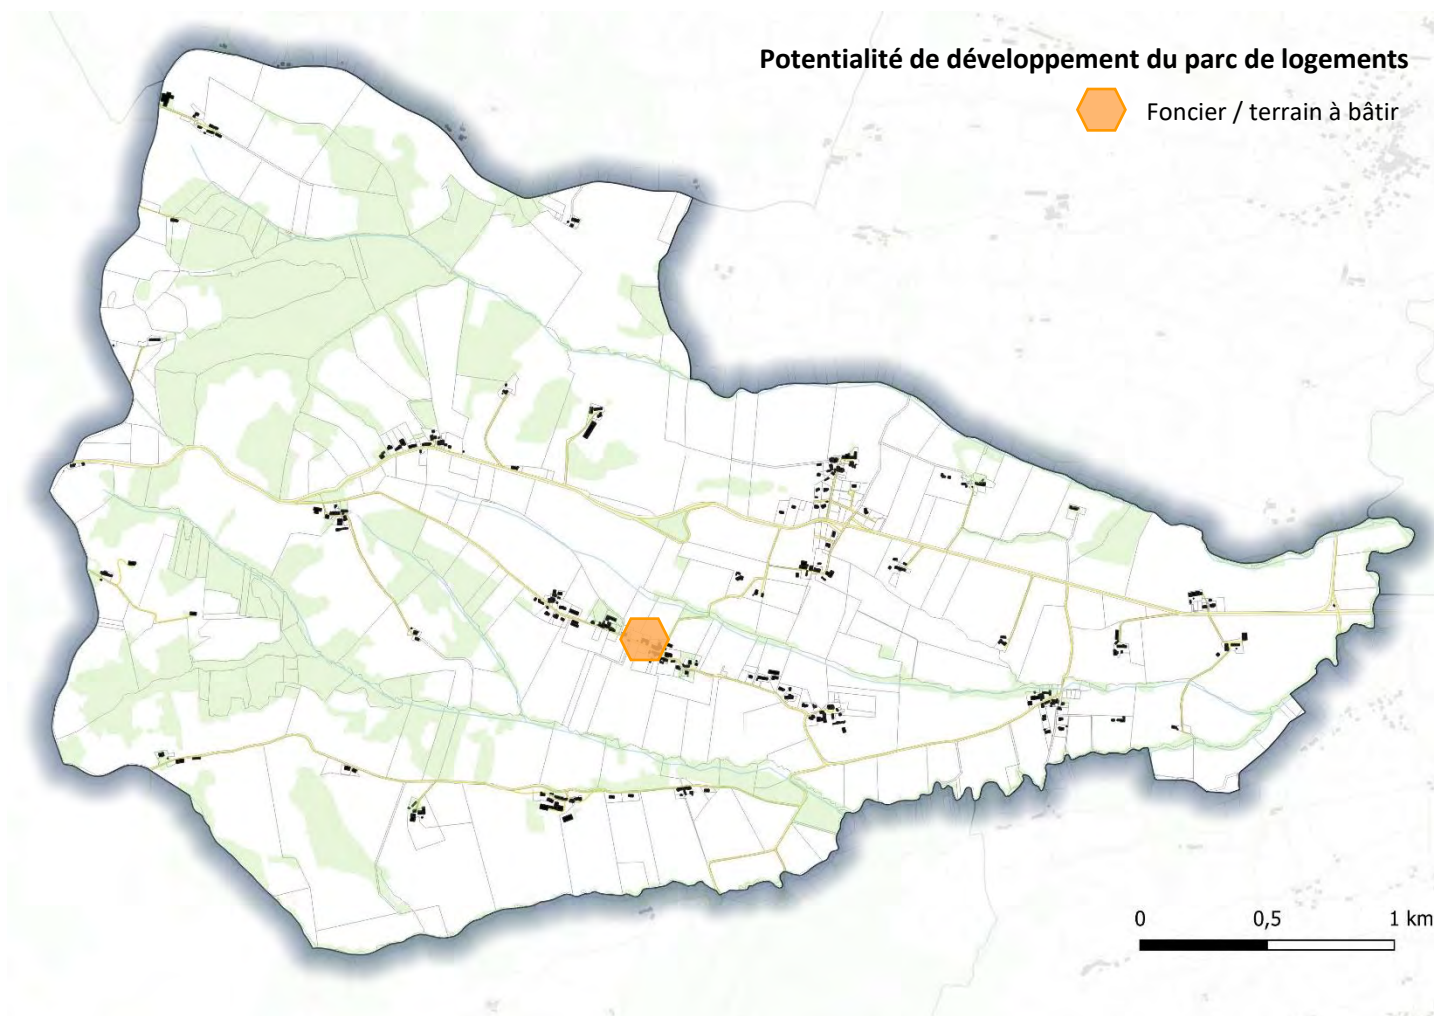 Potentialité de développement du parc de logements
Foncier / terrain à bâtir
0 0,5 1 km